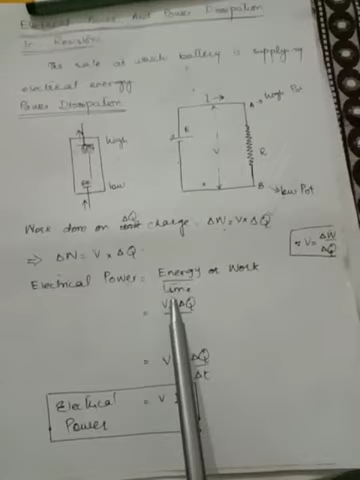 Electrical Power And Power Dissipation
In Resistor
The rate at which battery is supplying
electrical energy
Power Dissipation
I →
A
High Pot
High
E
V
R
low
B
low Pot
Work done on ΔQ charge = ΔW = V × ΔQ
⇒ ΔW = V × ΔQ
∵ V = ΔW/ΔQ
Electrical Power = Energy or Work
time
= V ΔQ
= V ΔQ
Δt
Electrical = V
Power